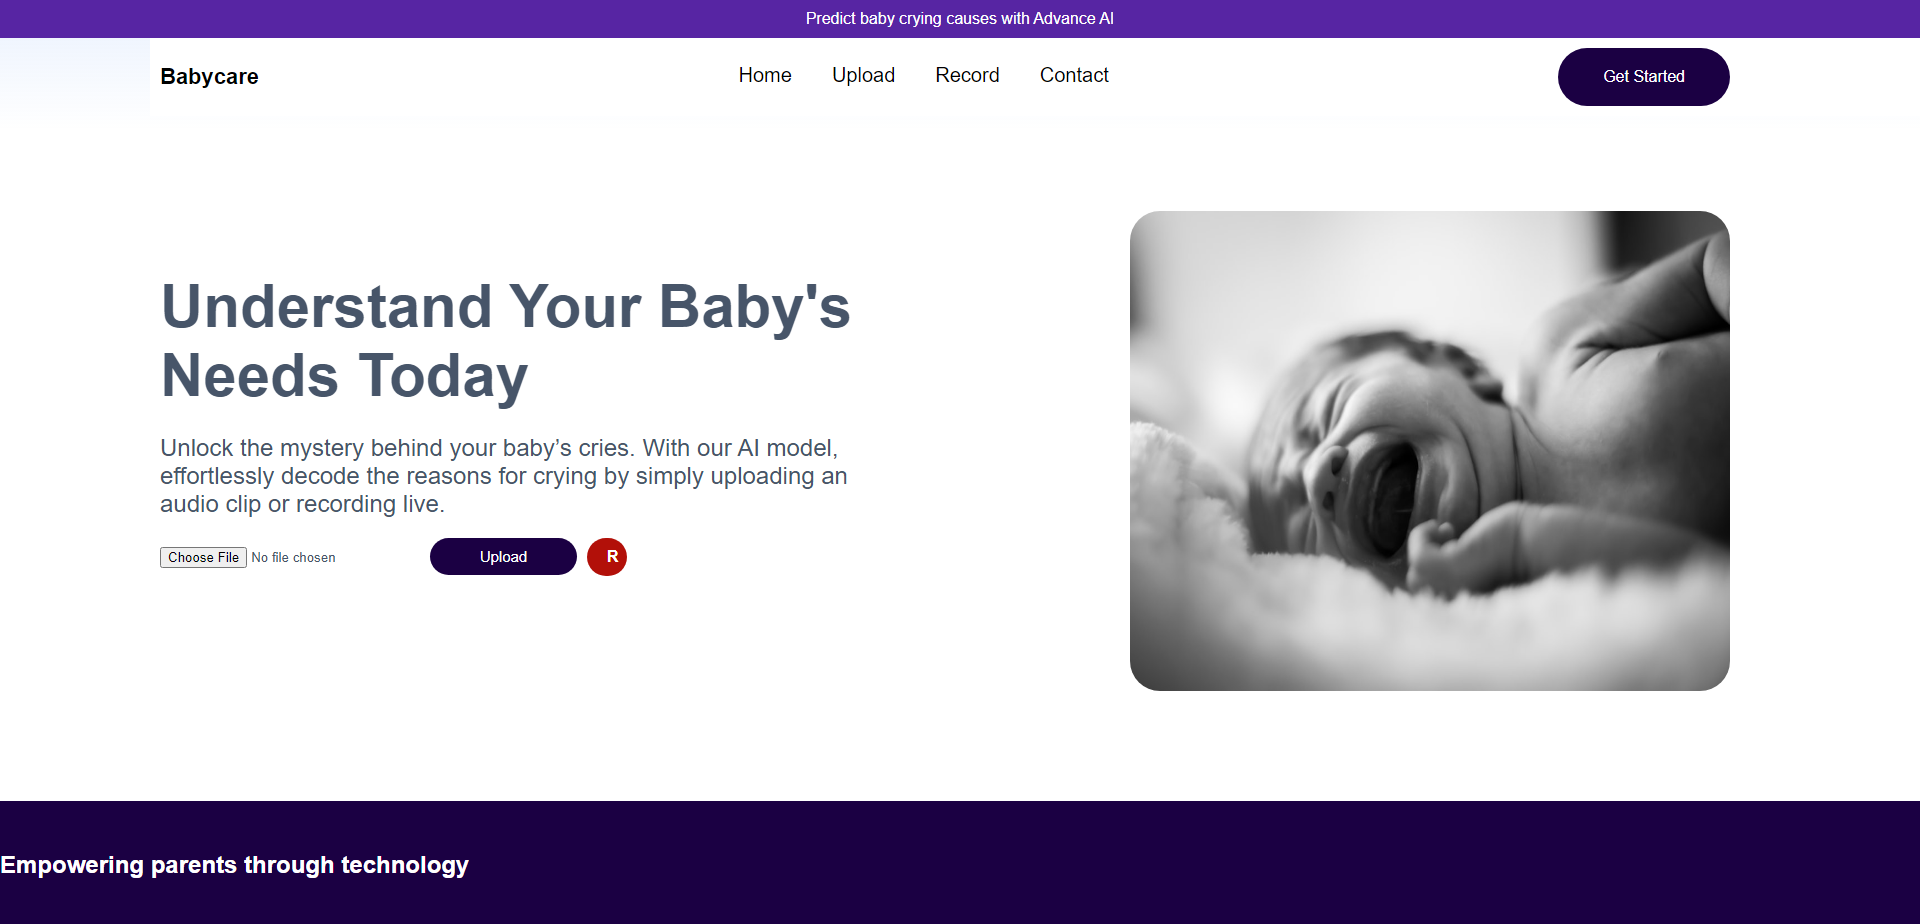 Predict baby crying causes with Advance AI
Babycare
Home Upload Record Contact
Get Started
Understand Your Baby's
Needs Today
Unlock the mystery behind your baby’s cries. With our AI model,
effortlessly decode the reasons for crying by simply uploading an
audio clip or recording live.
Choose File No file chosen
Upload
R
Empowering parents through technology